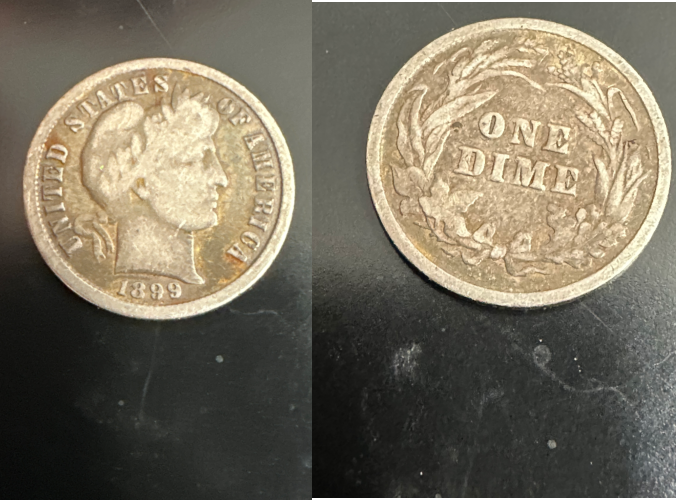 UNITED STATES OF AMERICA
1899
ONE
DIME